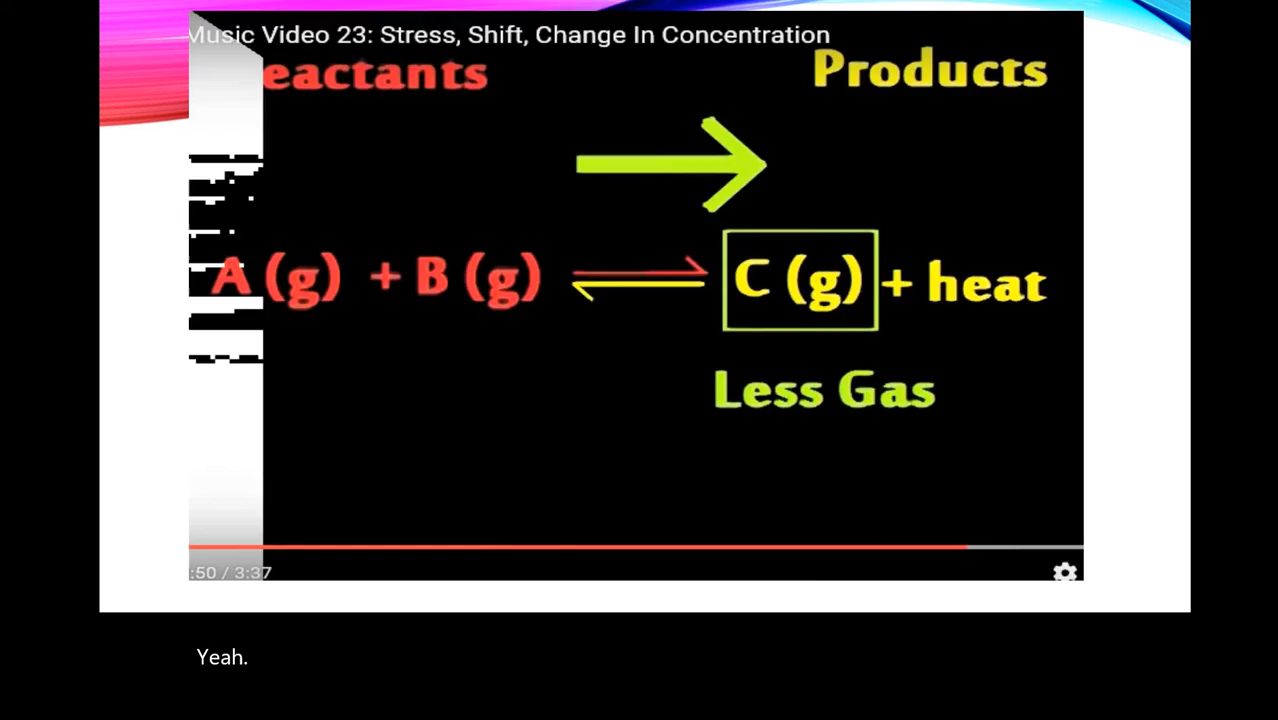 Music Video 23: Stress, Shift, Change In Concentration
eactants Products
A (g) + B (g) ⇌ C (g) + heat
Less Gas
:50 / 3:37
Yeah.